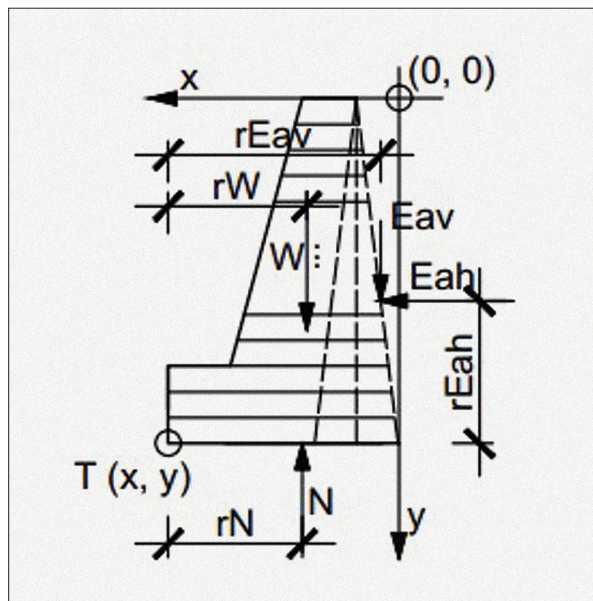 x
(0, 0)
rEav
rW
Eav
W
Eah
rEah
T (x, y)
N
y
rN